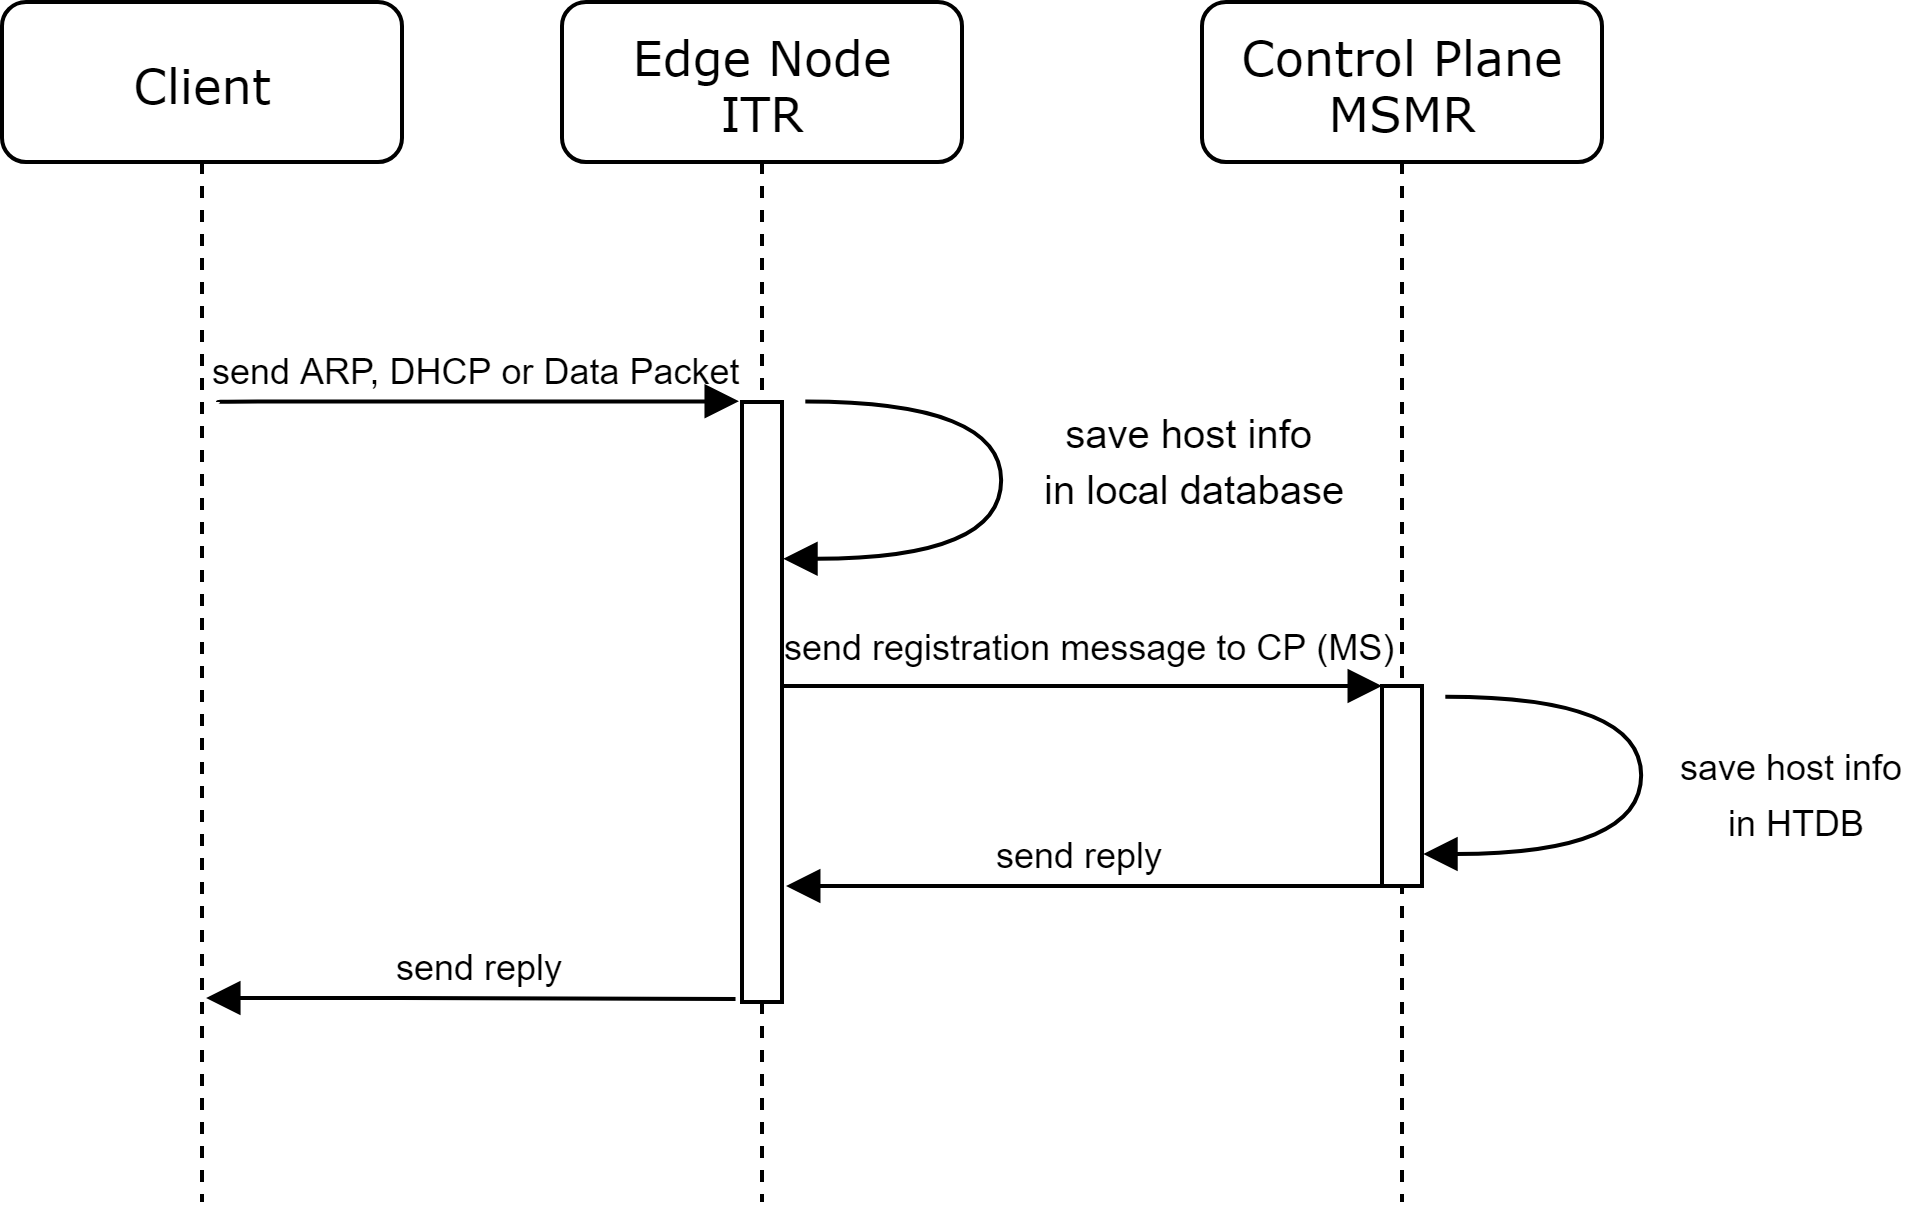 Client
Edge Node
ITR
Control Plane
MSMR
send ARP, DHCP or Data Packet
save host info
in local database
send registration message to CP (MS)
save host info
in HTDB
send reply
send reply